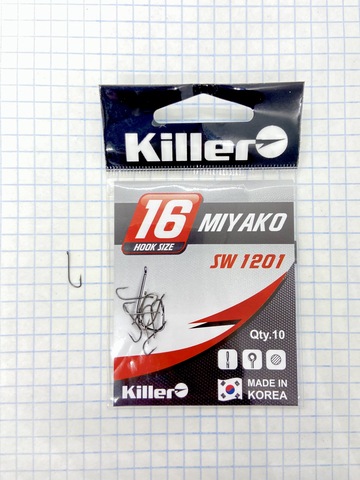 Killer
16
HOOK SIZE
MIYAKO
SW 1201
Qty.10
Killer
MADE IN
KOREA